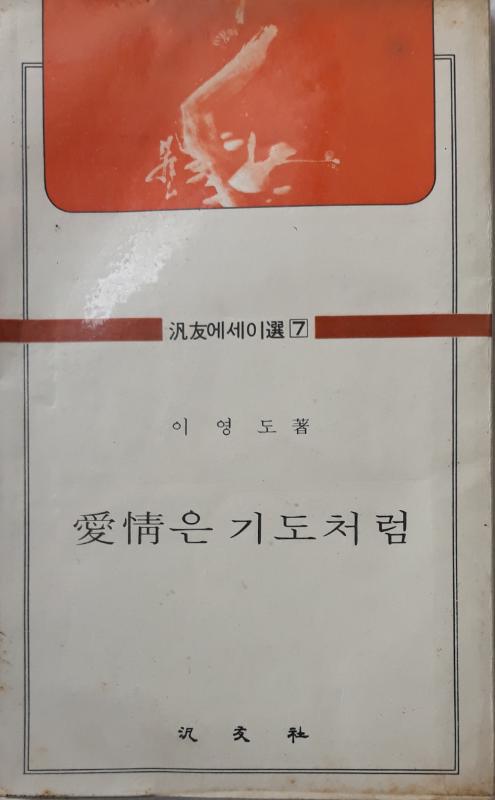 汎友에세이選 7
이영도 著
愛情은 기도처럼
汎友社